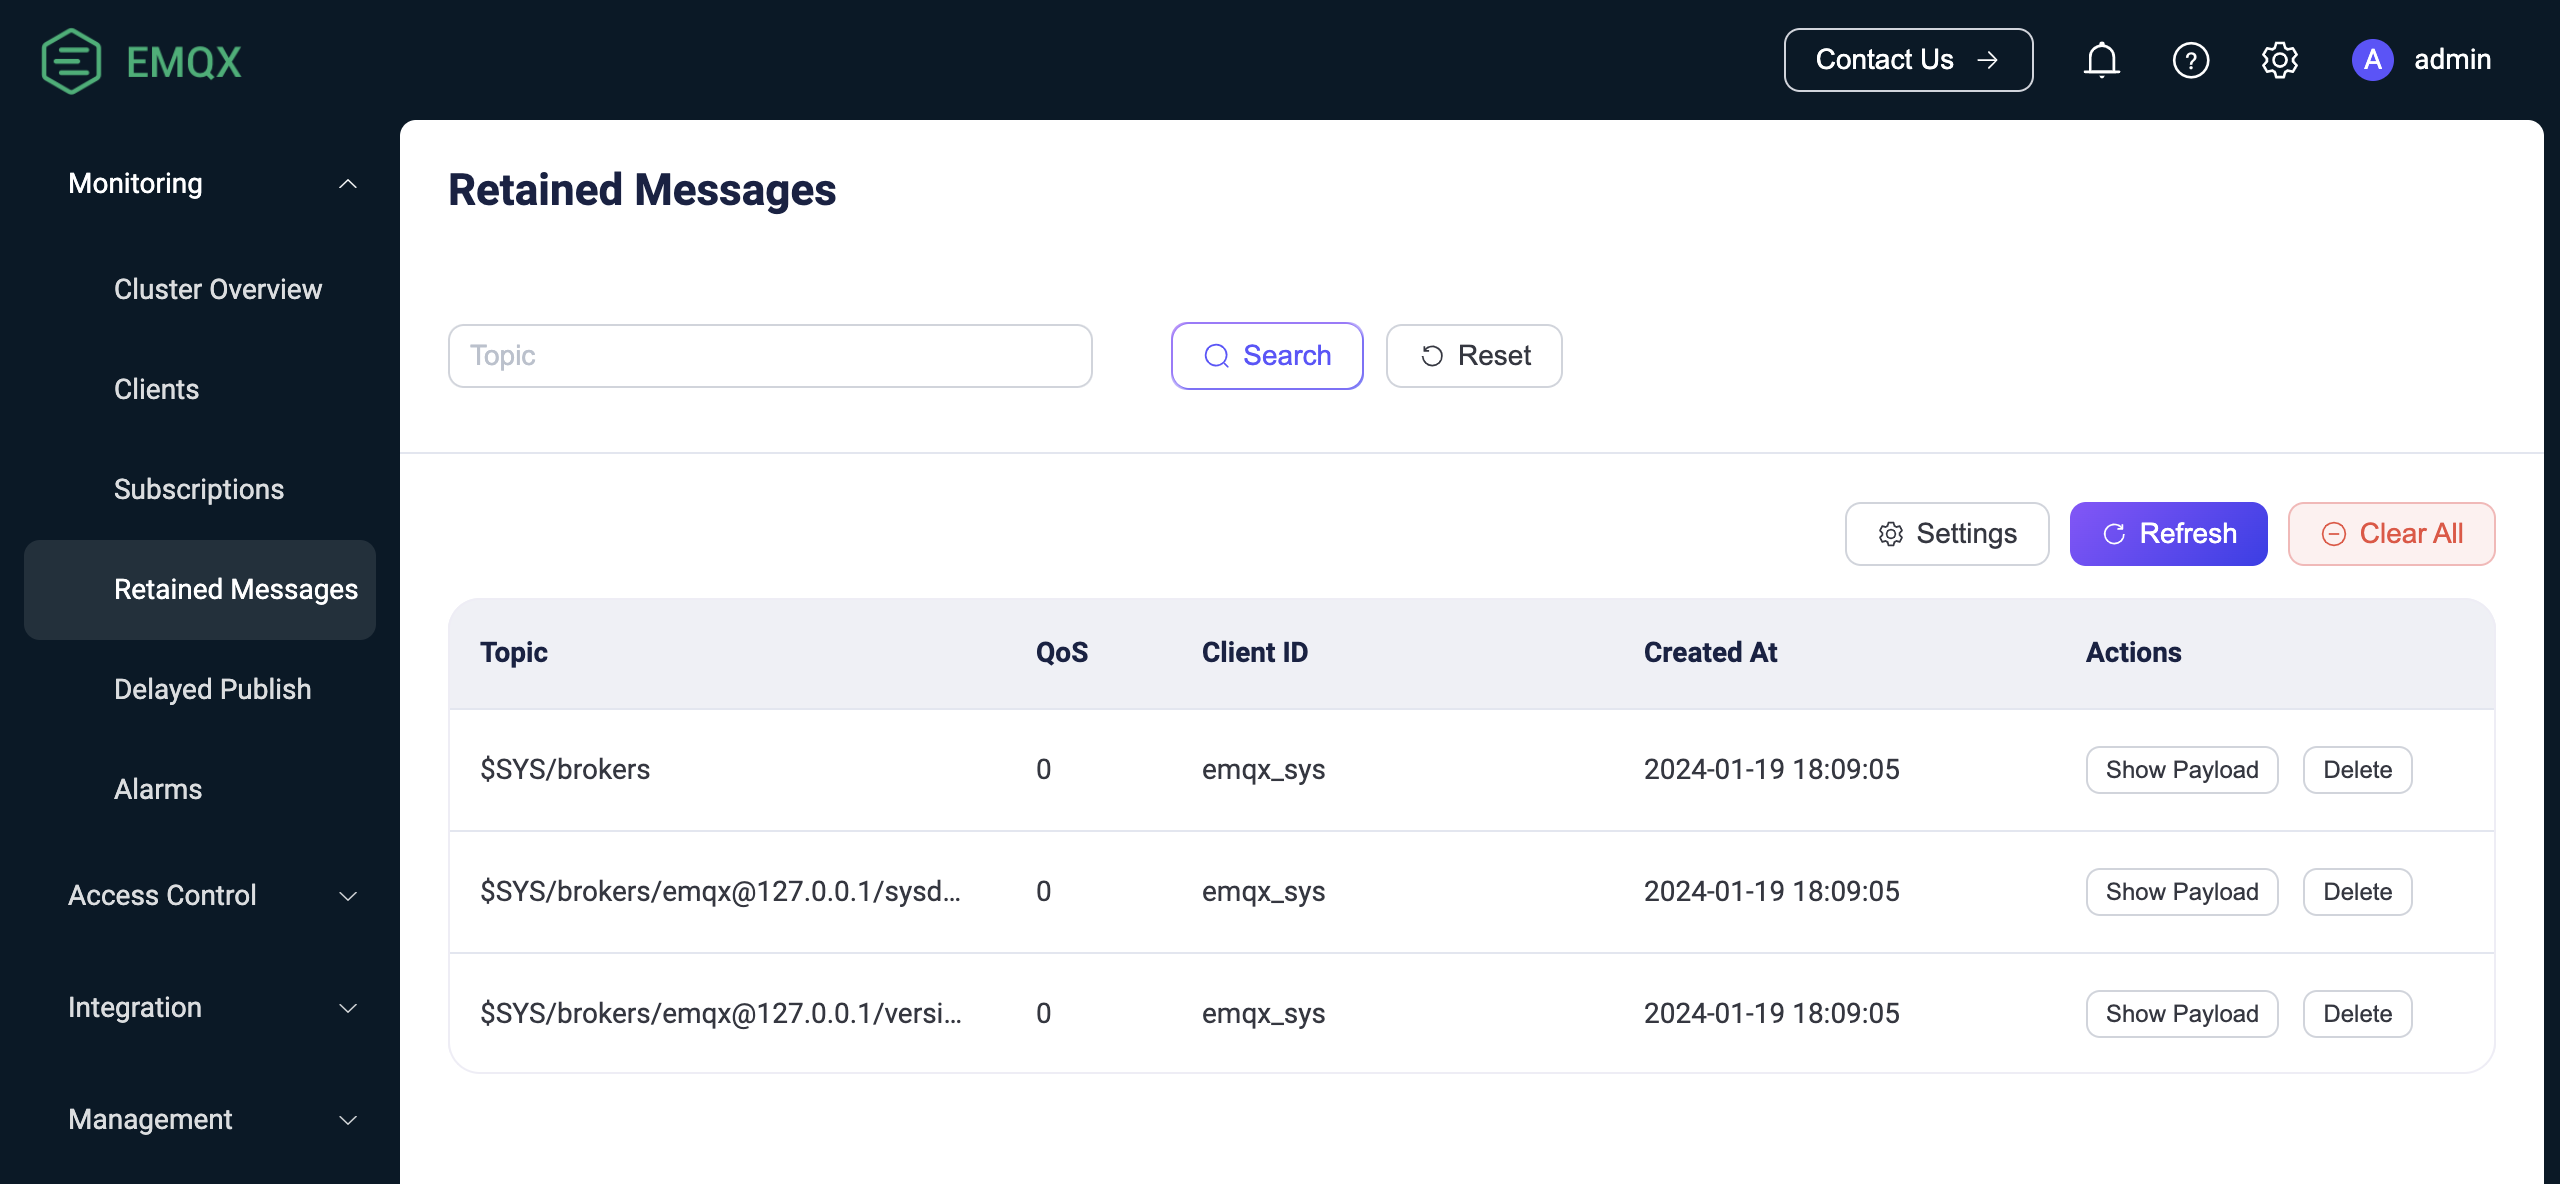 EMQX
Contact Us
A admin
Monitoring
Cluster Overview
Clients
Subscriptions
Retained Messages
Delayed Publish
Alarms
Access Control
Integration
Management
Retained Messages
Topic
Search
Reset
Settings
Refresh
Clear All
Topic QoS Client ID Created At Actions
$SYS/brokers 0 emqx_sys 2024-01-19 18:09:05 Show Payload Delete
$SYS/brokers/emqx@127.0.0.1/sysd... 0 emqx_sys 2024-01-19 18:09:05 Show Payload Delete
$SYS/brokers/emqx@127.0.0.1/versi... 0 emqx_sys 2024-01-19 18:09:05 Show Payload Delete